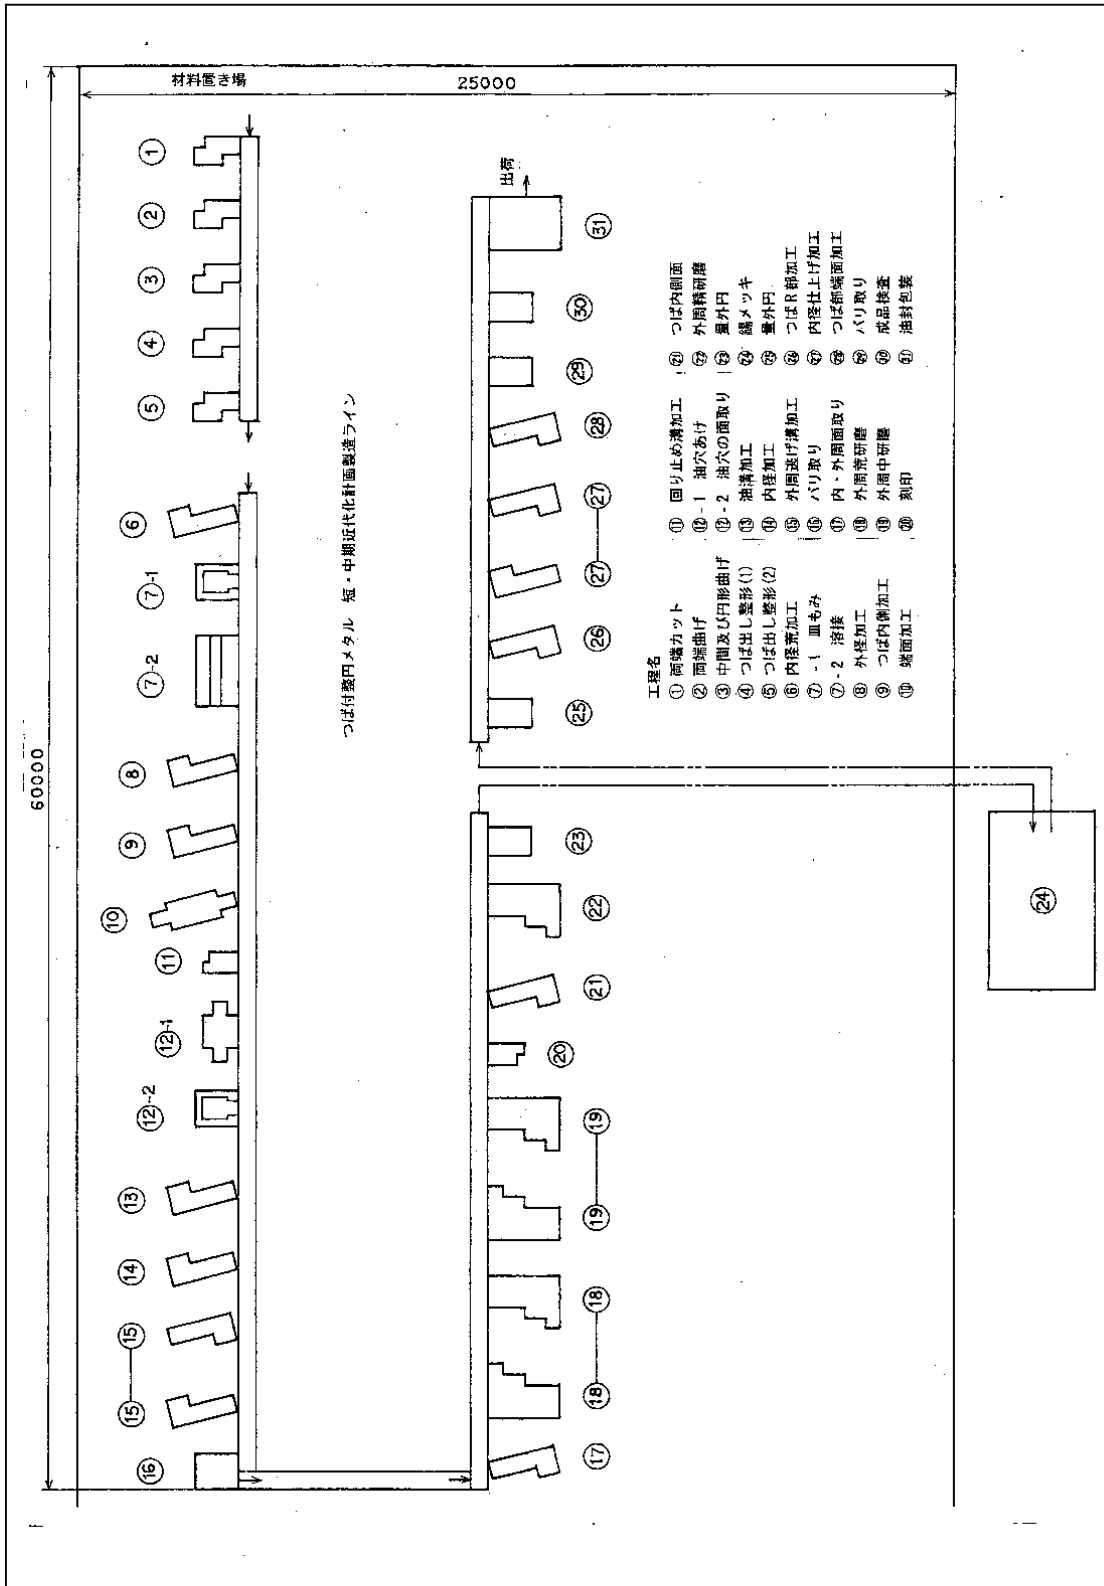 材料置き場
25000
60000
①
②
③
④
⑤
⑥
⑦-1
⑦-2
⑧
⑨
⑩
⑪
⑫-1
⑫-2
⑬
⑭
⑮
⑮
⑯
つば付整円メタル 短・中期近代化計画製造ライン
出荷
㉛
㉚
㉙
㉘
㉗
㉗
㉖
㉕
㉓
㉒
㉑
⑳
⑲
⑲
⑱
⑱
⑰
㉔
工程名
① 両端カット
② 両端曲げ
③ 中間及び円形曲げ
④ つば出し整形(1)
⑤ つば出し整形(2)
⑥ 内径荒加工
⑦-1 皿もみ
⑦-2 溶接
⑧ 外径加工
⑨ つば内側加工
⑩ 端面加工
⑪ 回り止め溝加工
⑫-1 油穴あけ
⑫-2 油穴の面取り
⑬ 油溝加工
⑭ 内径加工
⑮ 外周逃げ溝加工
⑯ バリ取り
⑰ 内・外周面取り
⑱ 外周荒研磨
⑲ 外周中研磨
⑳ 刻印
㉑ つば内側面
㉒ 外周精研磨
㉓ 量外円
㉔ 錫メッキ
㉕ 量外円
㉖ つばR部加工
㉗ 内径仕上げ加工
㉘ つば部端面加工
㉙ バリ取り
㉚ 成品検査
㉛ 油封包装